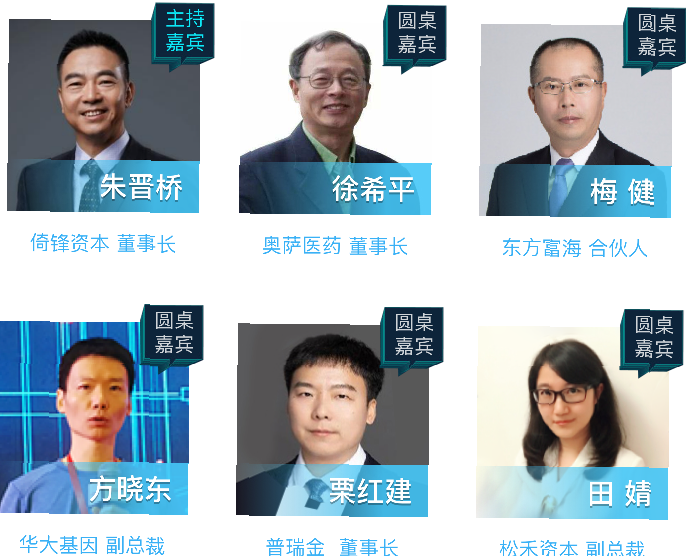 主持
嘉宾
圆桌
嘉宾
圆桌
嘉宾
朱晋桥
徐希平
梅 健
倚锋资本 董事长
奥萨医药 董事长
东方富海 合伙人
圆桌
嘉宾
圆桌
嘉宾
圆桌
嘉宾
方晓东
栗红建
田 婧
华大基因 副总裁
普瑞金 董事长
松禾资本 副总裁